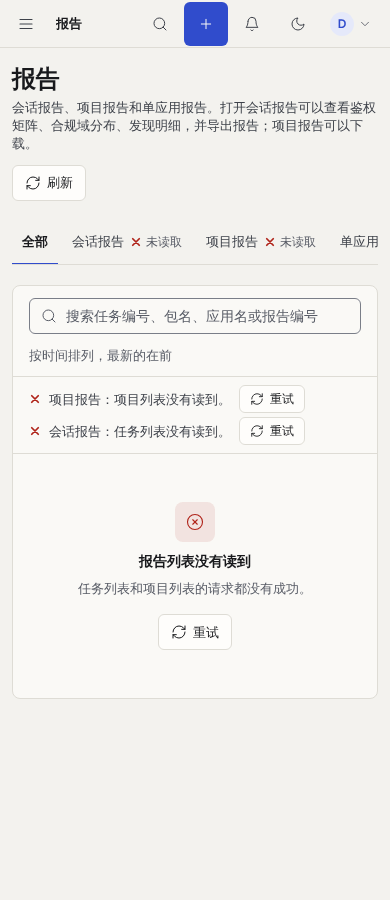 报告
D
报告
会话报告、项目报告和单应用报告。打开会话报告可以查看鉴权
矩阵、合规域分布、发现明细，并导出报告；项目报告可以下
载。
刷新
全部 会话报告 未读取 项目报告 未读取 单应用
搜索任务编号、包名、应用名或报告编号
按时间排列，最新的在前
项目报告：项目列表没有读到。 重试
会话报告：任务列表没有读到。 重试
报告列表没有读到
任务列表和项目列表的请求都没有成功。
重试